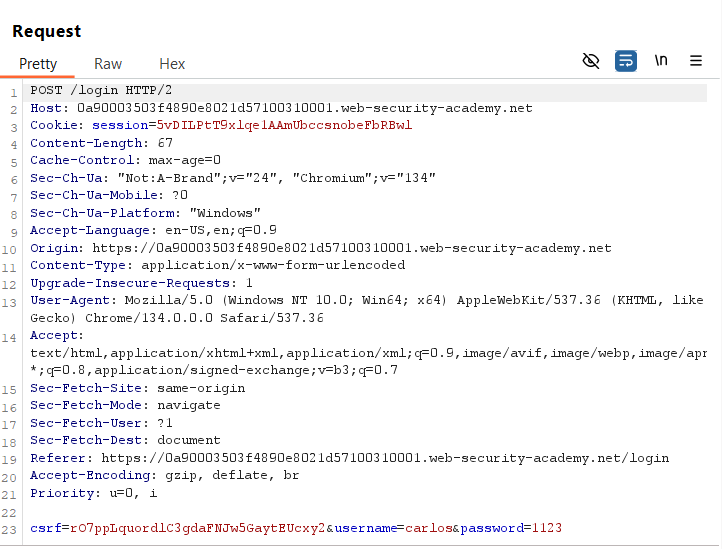 Request
Pretty Raw Hex \n
1 POST /login HTTP/2
2 Host: 0a90003503f4890e8021d57100310001.web-security-academy.net
3 Cookie: session=5vDILPtT9xlqelAAmUbccsnobeFbRBwl
4 Content-Length: 67
5 Cache-Control: max-age=0
6 Sec-Ch-Ua: "Not:A-Brand";v="24", "Chromium";v="134"
7 Sec-Ch-Ua-Mobile: ?0
8 Sec-Ch-Ua-Platform: "Windows"
9 Accept-Language: en-US,en;q=0.9
10 Origin: https://0a90003503f4890e8021d57100310001.web-security-academy.net
11 Content-Type: application/x-www-form-urlencoded
12 Upgrade-Insecure-Requests: 1
13 User-Agent: Mozilla/5.0 (Windows NT 10.0; Win64; x64) AppleWebKit/537.36 (KHTML, like
Gecko) Chrome/134.0.0.0 Safari/537.36
14 Accept:
text/html,application/xhtml+xml,application/xml;q=0.9,image/avif,image/webp,image/apn
*;q=0.8,application/signed-exchange;v=b3;q=0.7
15 Sec-Fetch-Site: same-origin
16 Sec-Fetch-Mode: navigate
17 Sec-Fetch-User: ?1
18 Sec-Fetch-Dest: document
19 Referer: https://0a90003503f4890e8021d57100310001.web-security-academy.net/login
20 Accept-Encoding: gzip, deflate, br
21 Priority: u=0, i
22
23 csrf=rO7ppLquordlC3gdaFNJw5GaytEUcxy2&username=carlos&password=1123